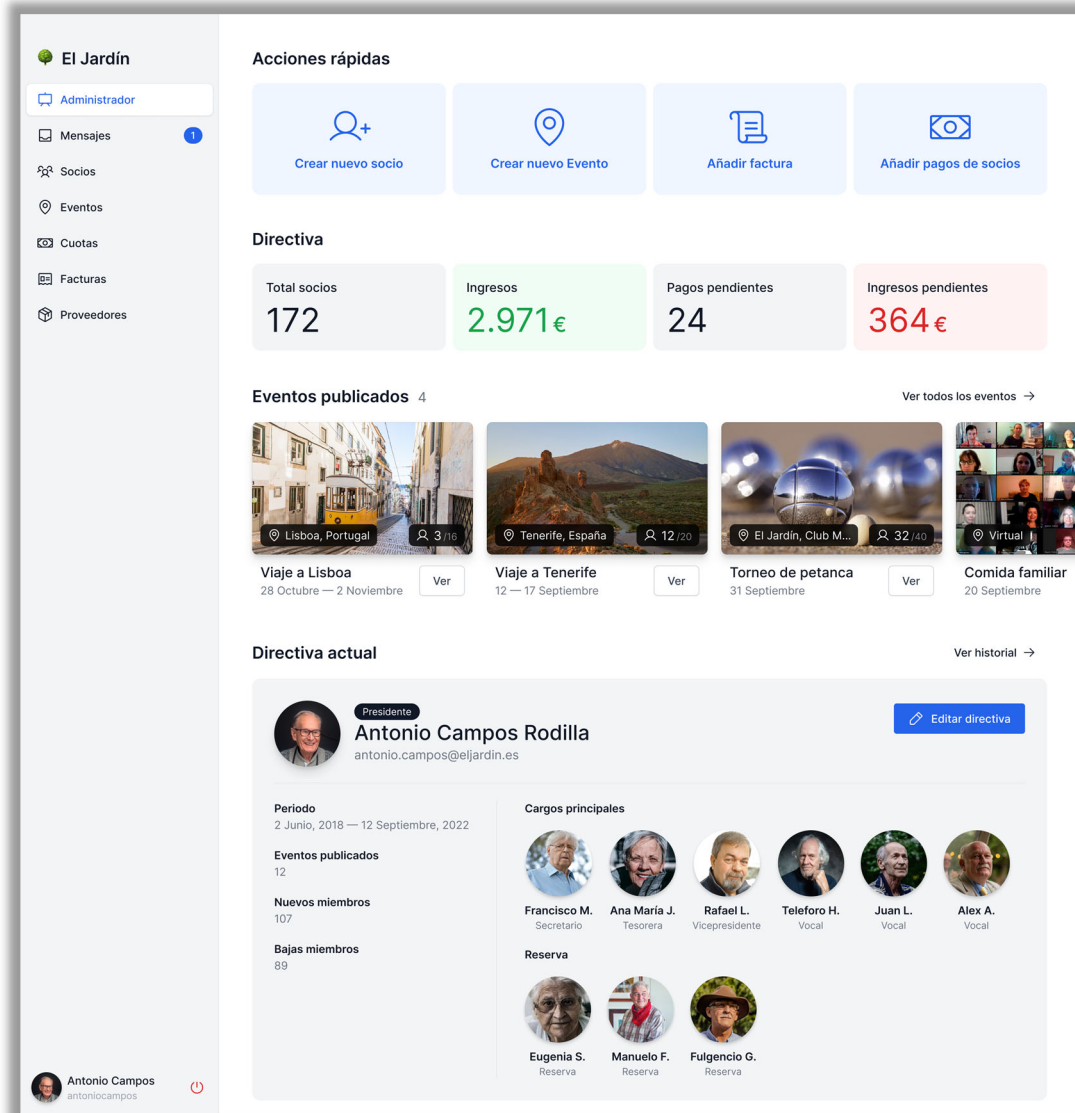 El Jardín
Administrador
Mensajes 1
Socios
Eventos
Cuotas
Facturas
Proveedores
Antonio Campos
antoniocampos
Acciones rápidas
Crear nuevo socio
Crear nuevo Evento
Añadir factura
Añadir pagos de socios
Directiva
Total socios
172
Ingresos
2.971 €
Pagos pendientes
24
Ingresos pendientes
364 €
Eventos publicados 4
Ver todos los eventos →
Lisboa, Portugal
3/16
Viaje a Lisboa
28 Octubre — 2 Noviembre
Ver
Tenerife, España
12/20
Viaje a Tenerife
12 — 17 Septiembre
Ver
El Jardín, Club M...
32/40
Torneo de petanca
31 Septiembre
Ver
Virtual
Comida familiar
20 Septiembre
Directiva actual
Ver historial →
Presidente
Antonio Campos Rodilla
antonio.campos@eljardin.es
Editar directiva
Periodo
2 Junio, 2018 — 12 Septiembre, 2022
Eventos publicados
12
Nuevos miembros
107
Bajas miembros
89
Cargos principales
Francisco M.
Secretario
Ana María J.
Tesorera
Rafael L.
Vicepresidente
Teleforo H.
Vocal
Juan L.
Vocal
Alex A.
Vocal
Reserva
Eugenia S.
Reserva
Manuelo F.
Reserva
Fulgencio G.
Reserva